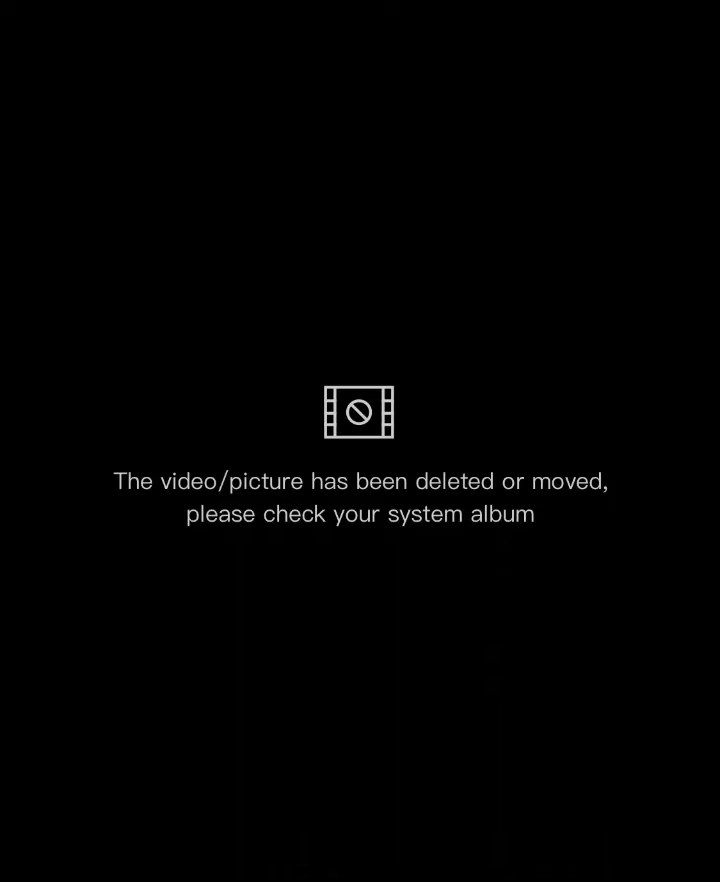 The video/picture has been deleted or moved,
please check your system album